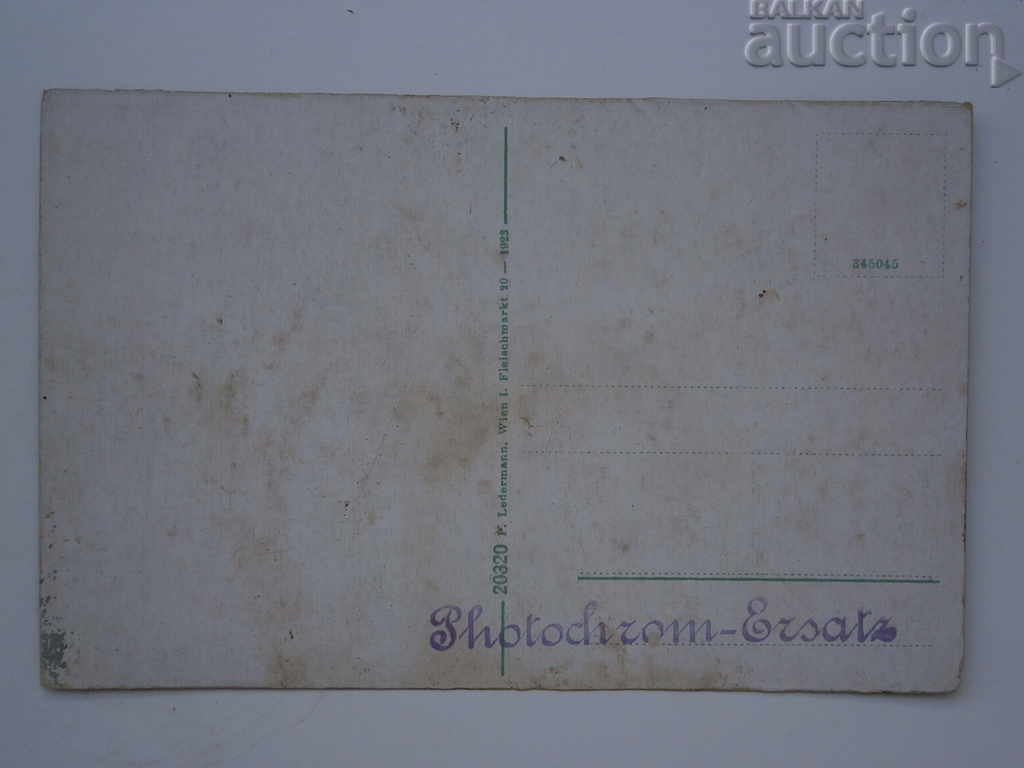 BALKAN
auction
345045
20320 F. Ledermann, Wien I. Fleischmarkt 20 — 1923
Photochrom-Ersatz